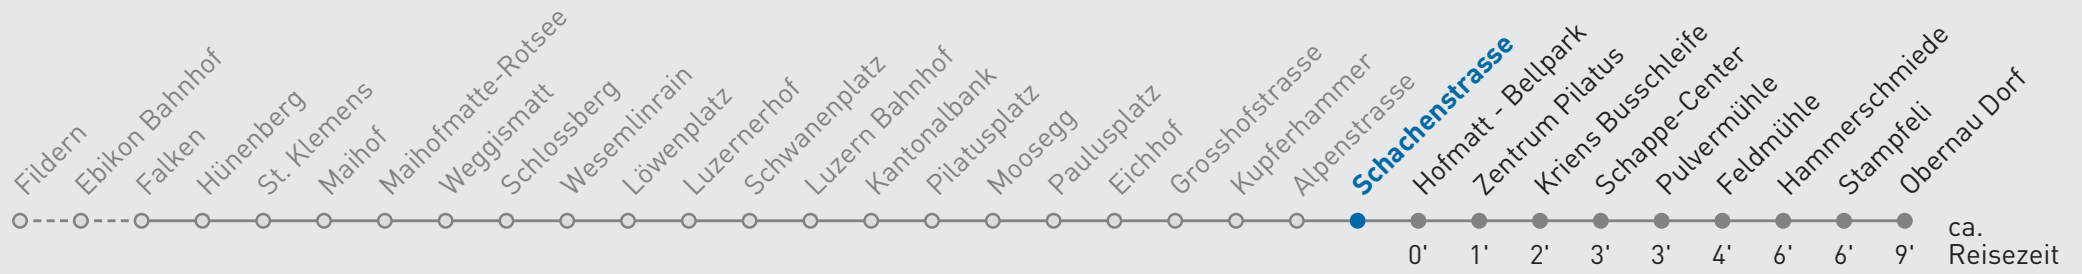 Fildern
Ebikon Bahnhof
Falken
Hünenberg
St. Klemens
Maihof
Maihofmatte-Rotsee
Weggismatt
Schlossberg
Wesemlinrain
Löwenplatz
Luzernerhof
Schwanenplatz
Luzern Bahnhof
Kantonalbank
Pilatusplatz
Moosegg
Paulusplatz
Eichhof
Grosshofstrasse
Kupferhammer
Alpenstrasse
Schachenstrasse
Hofmatt - Bellpark
Zentrum Pilatus
Kriens Busschleife
Schappe-Center
Pulvermühle
Feldmühle
Hammerschmiede
Stampfeli
Obernau Dorf
0' 1' 2' 3' 3' 4' 6' 6' 9'
ca.
Reisezeit